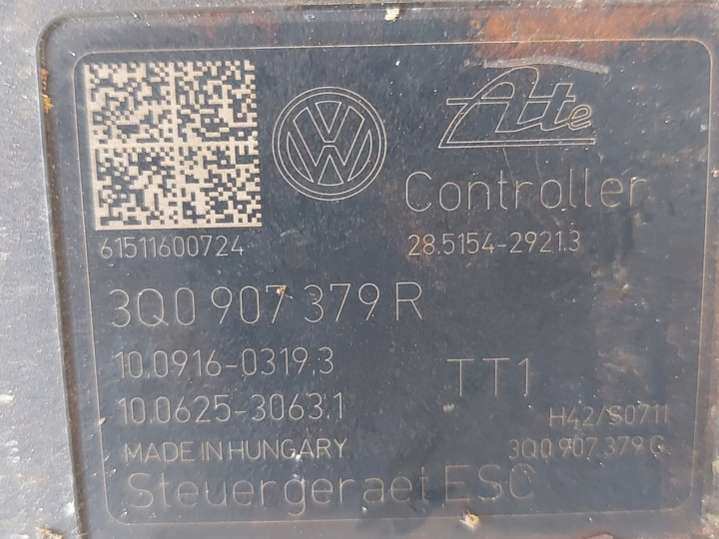 VW
Ate
Controller
61511600724
28.5154-2921.3
3Q0 907 379 R
10.0916-0319.3
TT1
10.0625-3063.1
H42/S0711
MADE IN HUNGARY
3Q0 907 379 G
Steuergeraet ESC